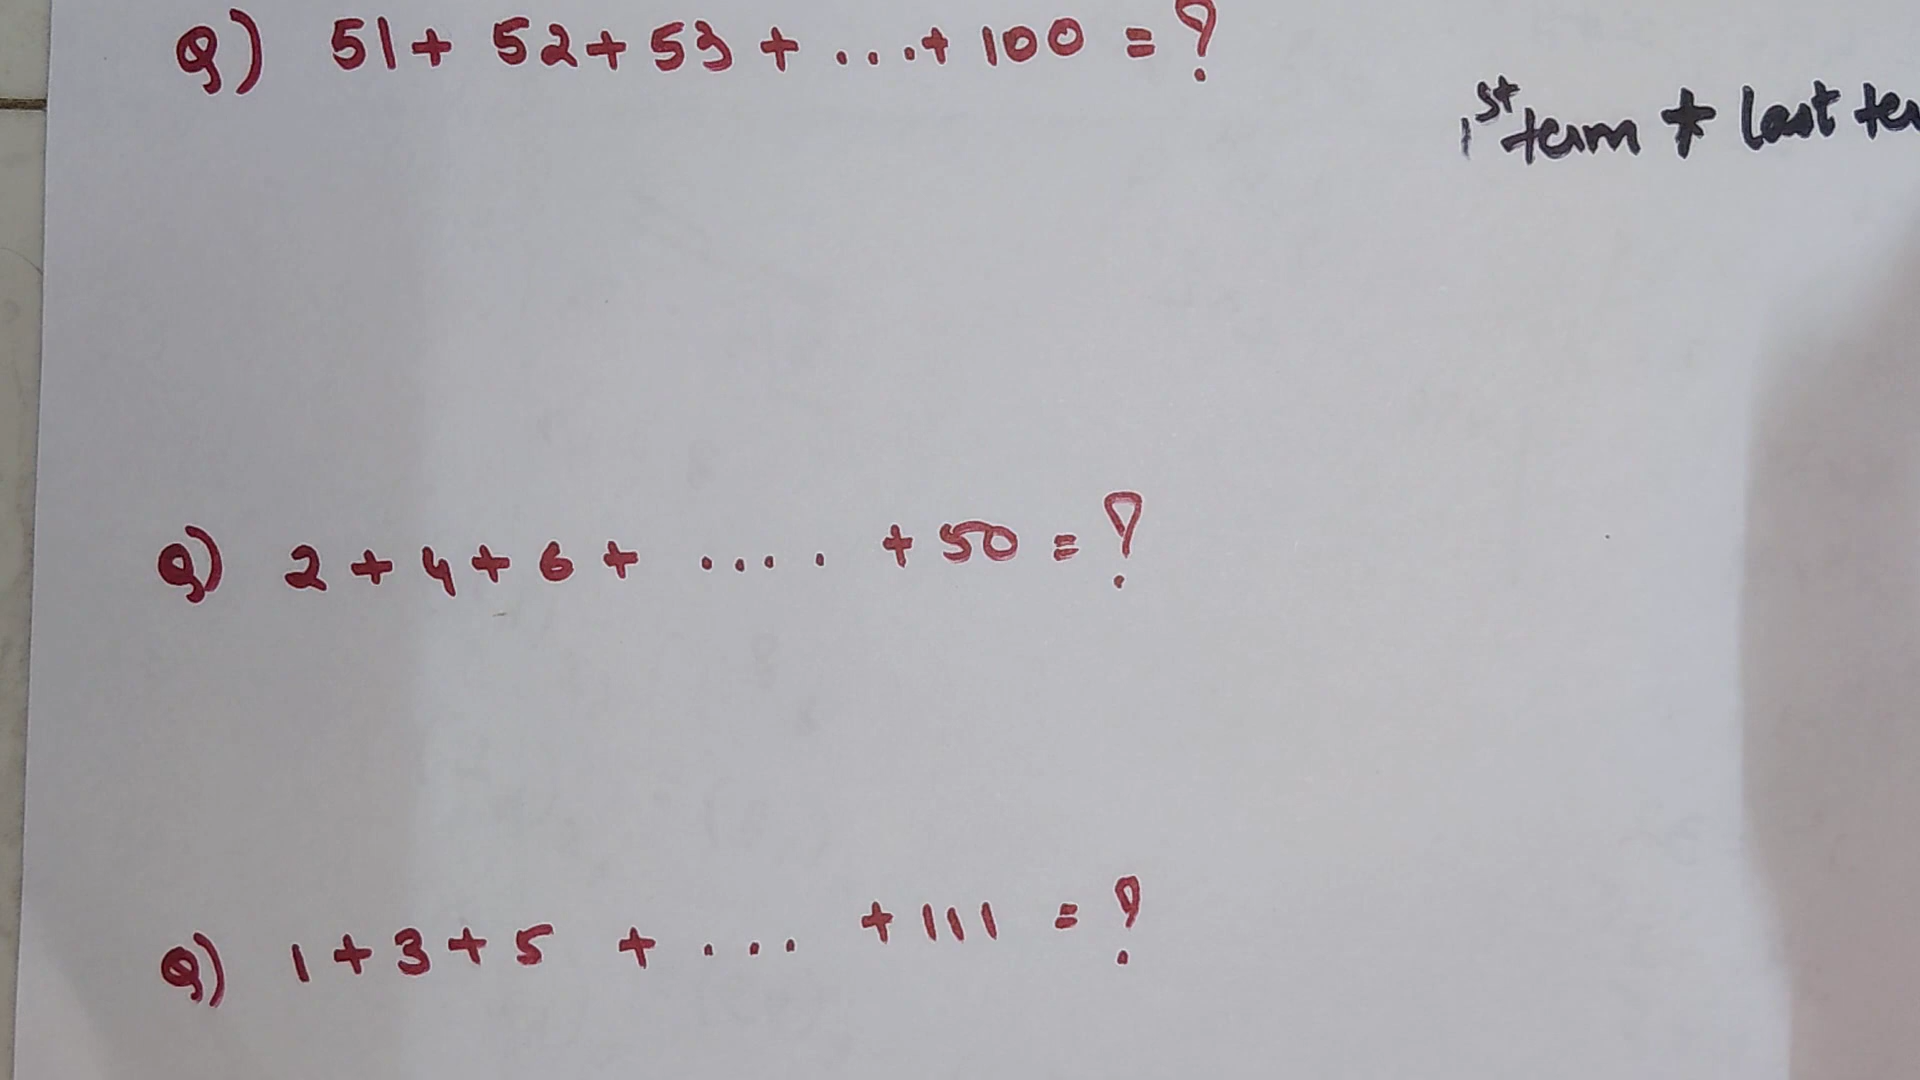 Q) 51 + 52 + 53 + ... + 100 = ?
1st term + last
Q) 2 + 4 + 6 + .... + 50 = ?
Q) 1 + 3 + 5 + ... + 111 = ?